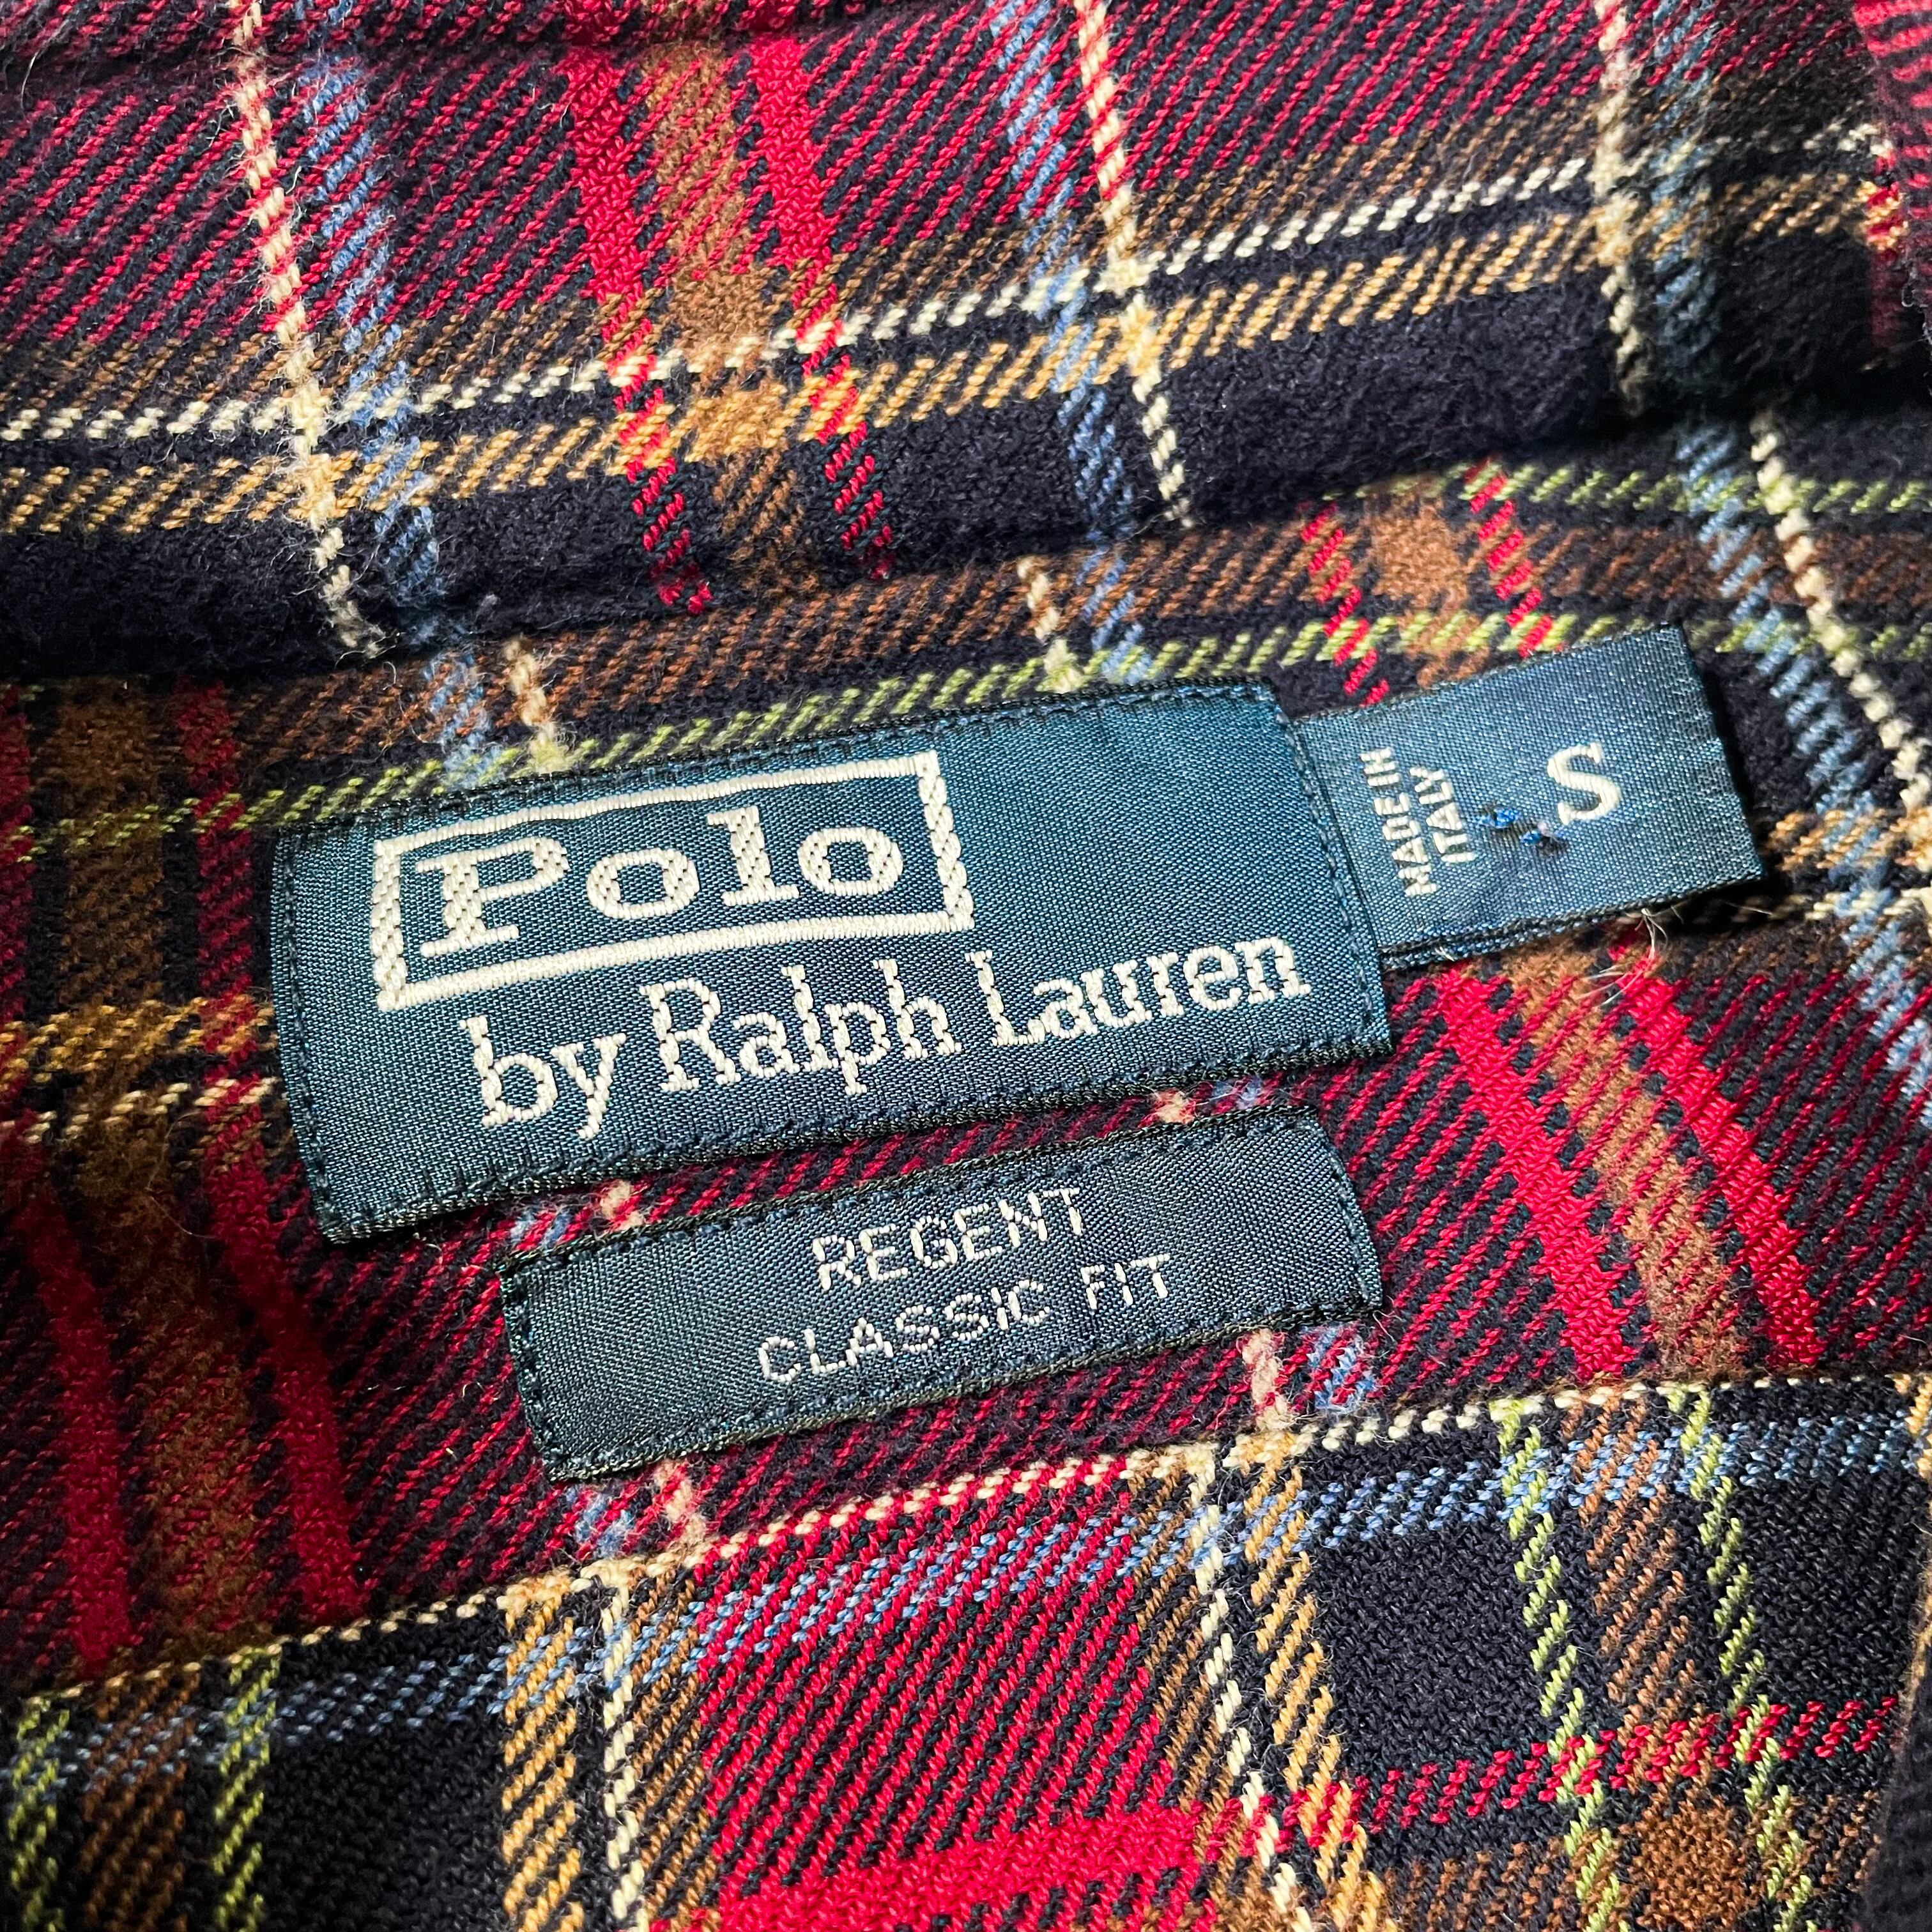 Polo
by Ralph Lauren
MADE IN
ITALY
S
REGENT
CLASSIC FIT